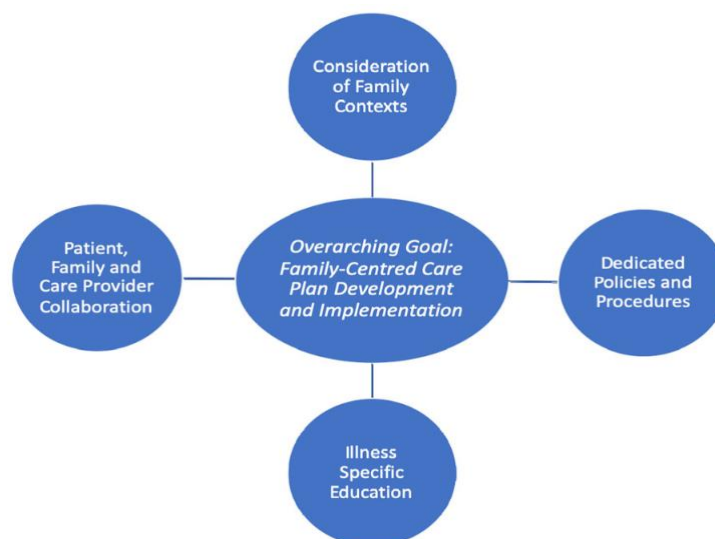 Consideration
of Family
Contexts
Patient,
Family and
Care Provider
Collaboration
Overarching Goal:
Family-Centred Care
Plan Development
and Implementation
Dedicated
Policies and
Procedures
Illness
Specific
Education